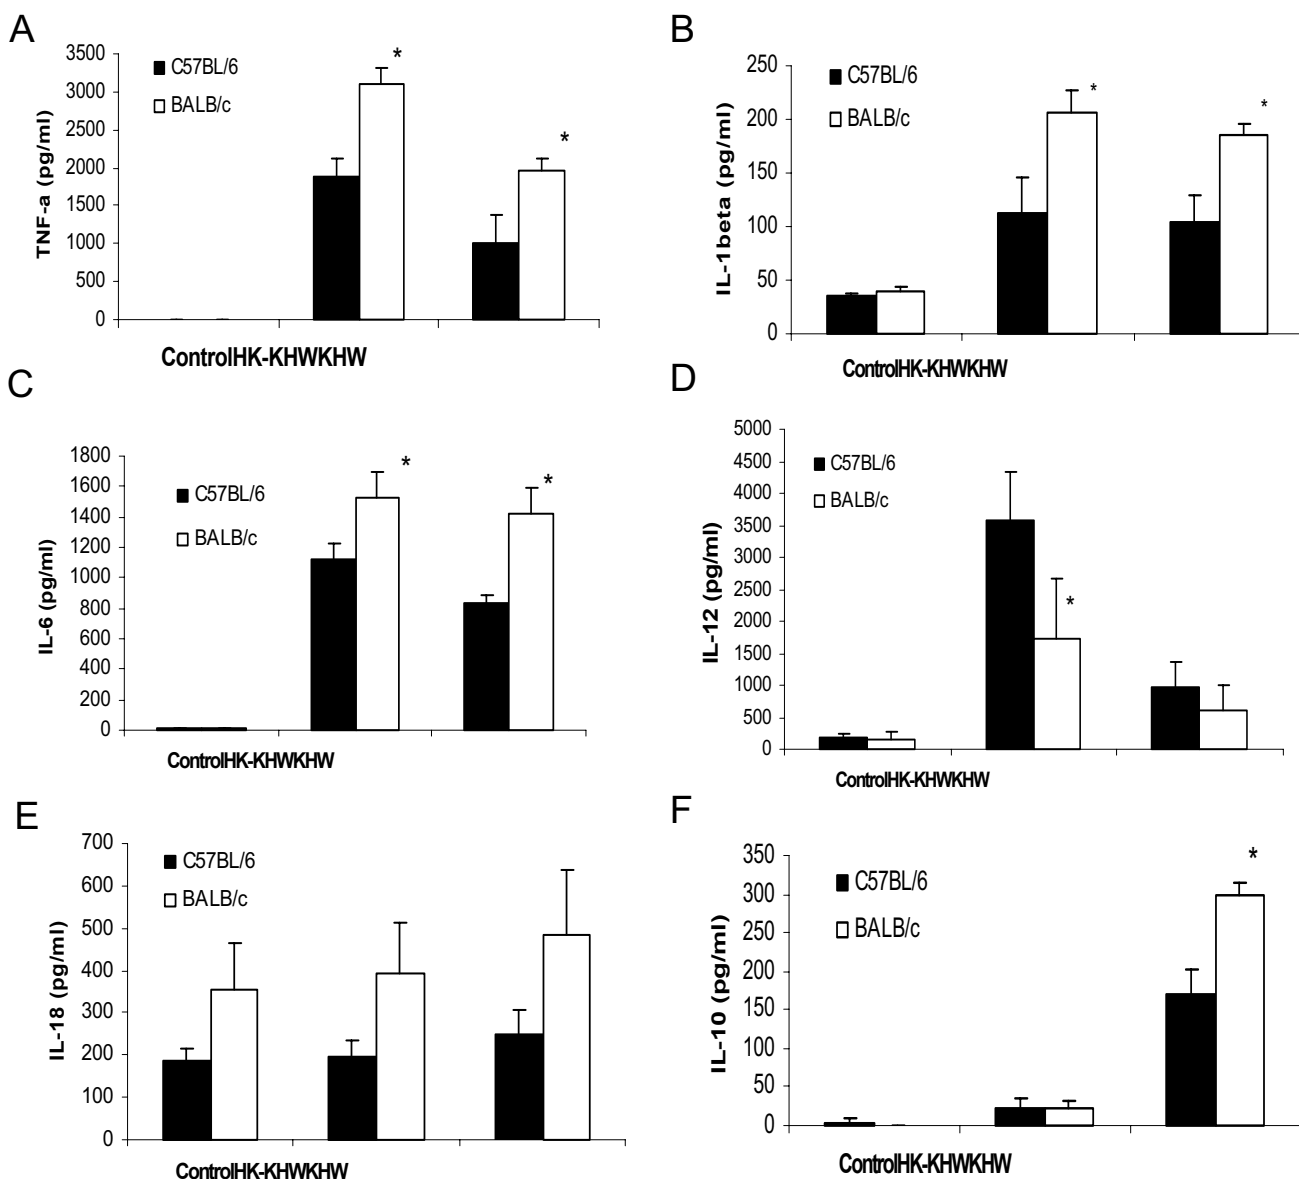 A
TNF-a (pg/ml)
3500
3000
2500
2000
1500
1000
500
0
C57BL/6
BALB/c
*
*
ControlHK-KHWKHW
B
IL-1beta (pg/ml)
250
200
150
100
50
0
C57BL/6
BALB/c
*
*
ControlHK-KHWKHW
C
IL-6 (pg/ml)
1800
1600
1400
1200
1000
800
600
400
200
0
C57BL/6
BALB/c
*
*
ControlHK-KHWKHW
D
IL-12 (pg/ml)
5000
4500
4000
3500
3000
2500
2000
1500
1000
500
0
C57BL/6
BALB/c
*
ControlHK-KHWKHW
E
IL-18 (pg/ml)
700
600
500
400
300
200
100
0
C57BL/6
BALB/c
ControlHK-KHWKHW
F
IL-10 (pg/ml)
350
300
250
200
150
100
50
0
C57BL/6
BALB/c
*
ControlHK-KHWKHW